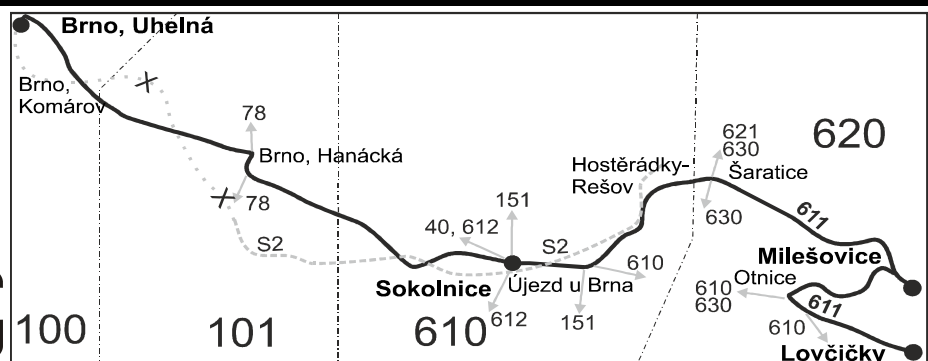 Brno, Uhelná
Brno,
Komárov
78
Brno, Hanácká
78
S2
Hostěrádky-
Rešov
621
630
Šaratice
620
630
611
151
40, 612
S2
610
Sokolnice
Újezd u Brna
612
151
Milešovice
Otnice
610
630
611
610
Lovčičky
100
101
610